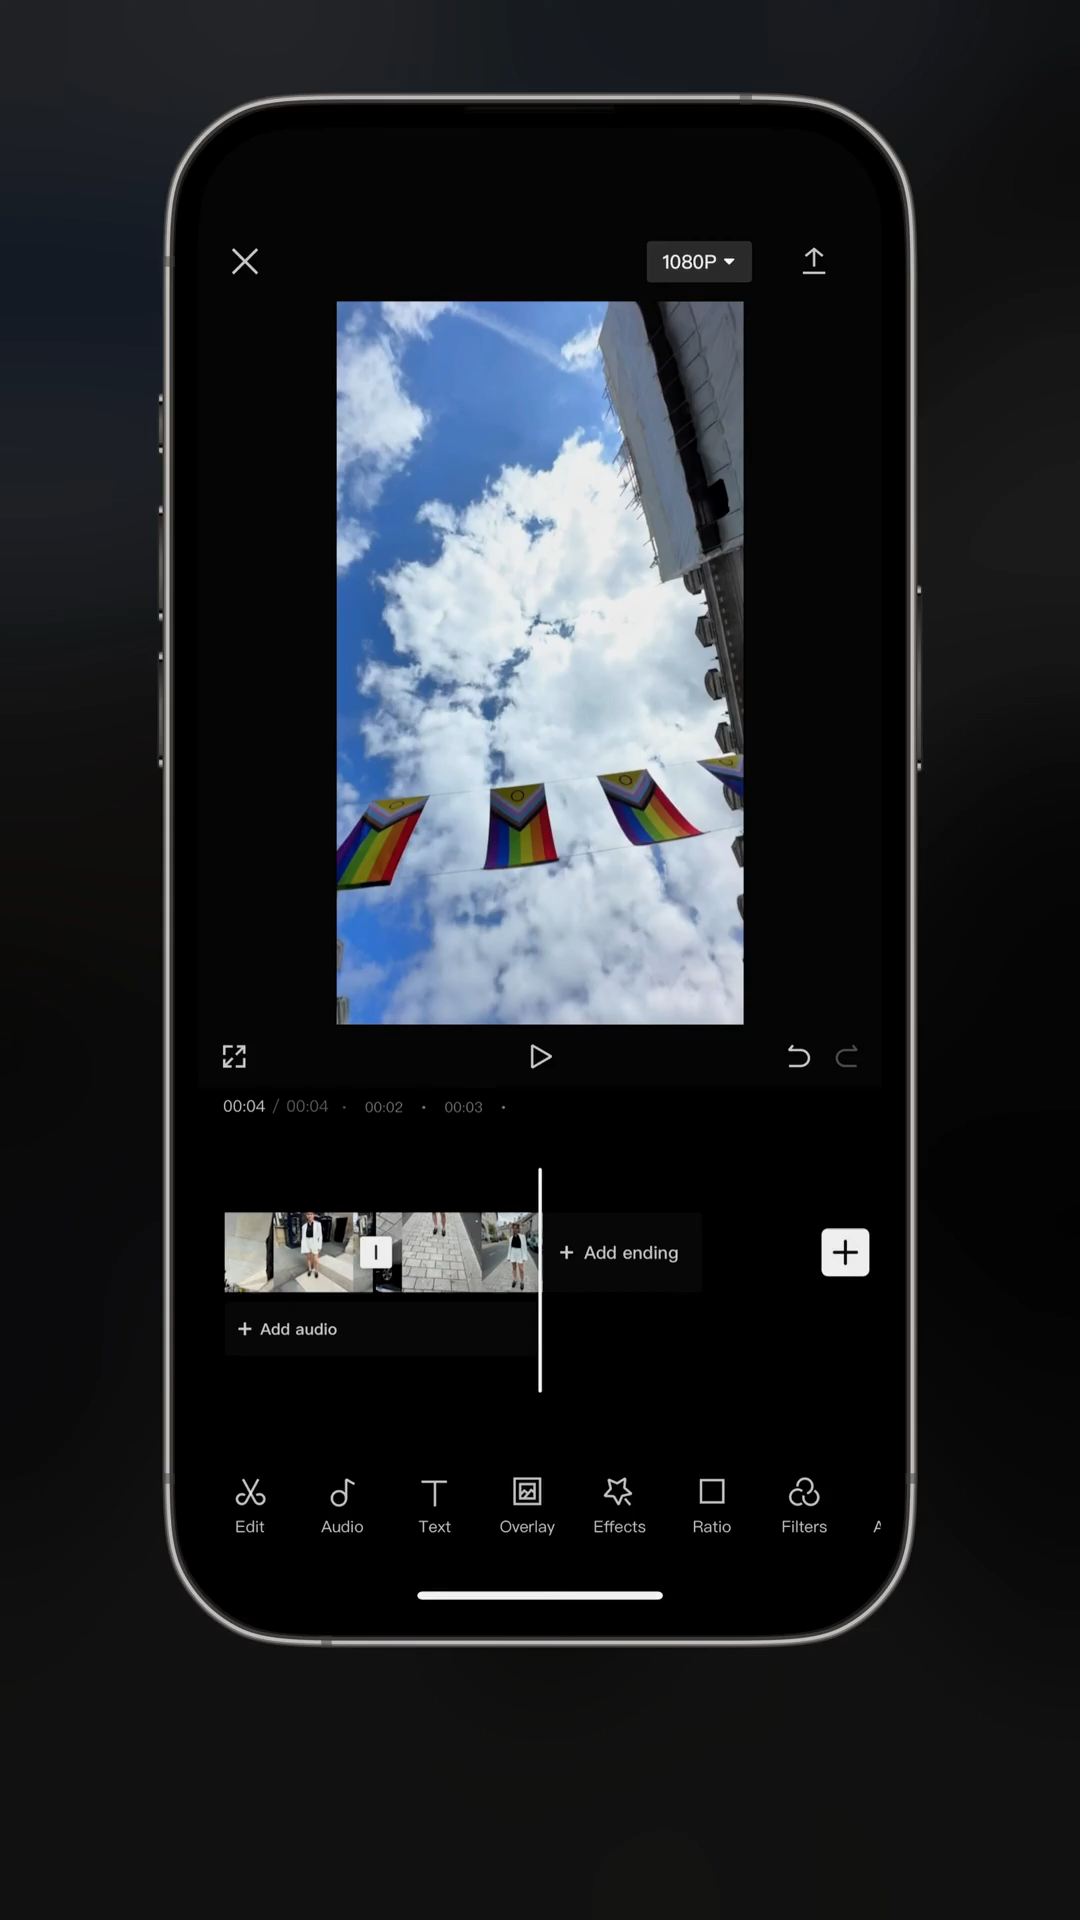 1080P
00:04 / 00:04 00:02 00:03
+ Add ending
+ Add audio
Edit Audio Text Overlay Effects Ratio Filters A